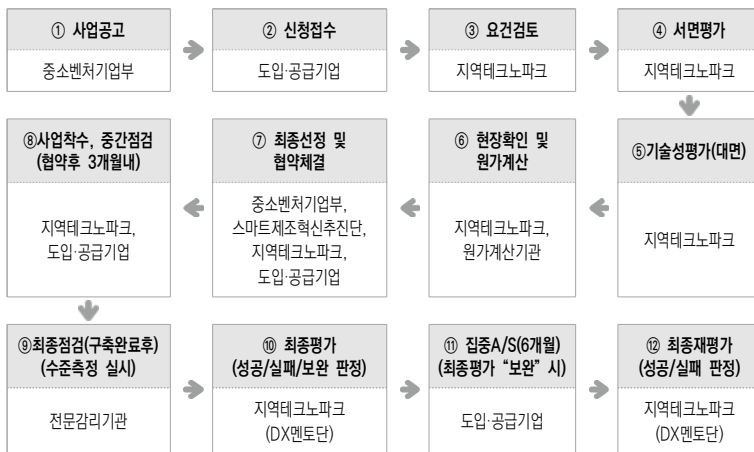 ① 사업공고
중소벤처기업부
② 신청접수
도입·공급기업
③ 요건검토
지역테크노파크
④ 서면평가
지역테크노파크
⑤기술성평가(대면)
지역테크노파크
⑥ 현장확인 및
원가계산
지역테크노파크,
원가계산기관
⑦ 최종선정 및
협약체결
중소벤처기업부,
스마트제조혁신추진단,
지역테크노파크,
도입·공급기업
⑧사업착수, 중간점검
(협약후 3개월내)
지역테크노파크,
도입·공급기업
⑨최종점검(구축완료후)
(수준측정 실시)
전문감리기관
⑩ 최종평가
(성공/실패/보완 판정)
지역테크노파크
(DX멘토단)
⑪ 집중A/S(6개월)
(최종평가 “보완” 시)
도입·공급기업
⑫ 최종재평가
(성공/실패 판정)
지역테크노파크
(DX멘토단)